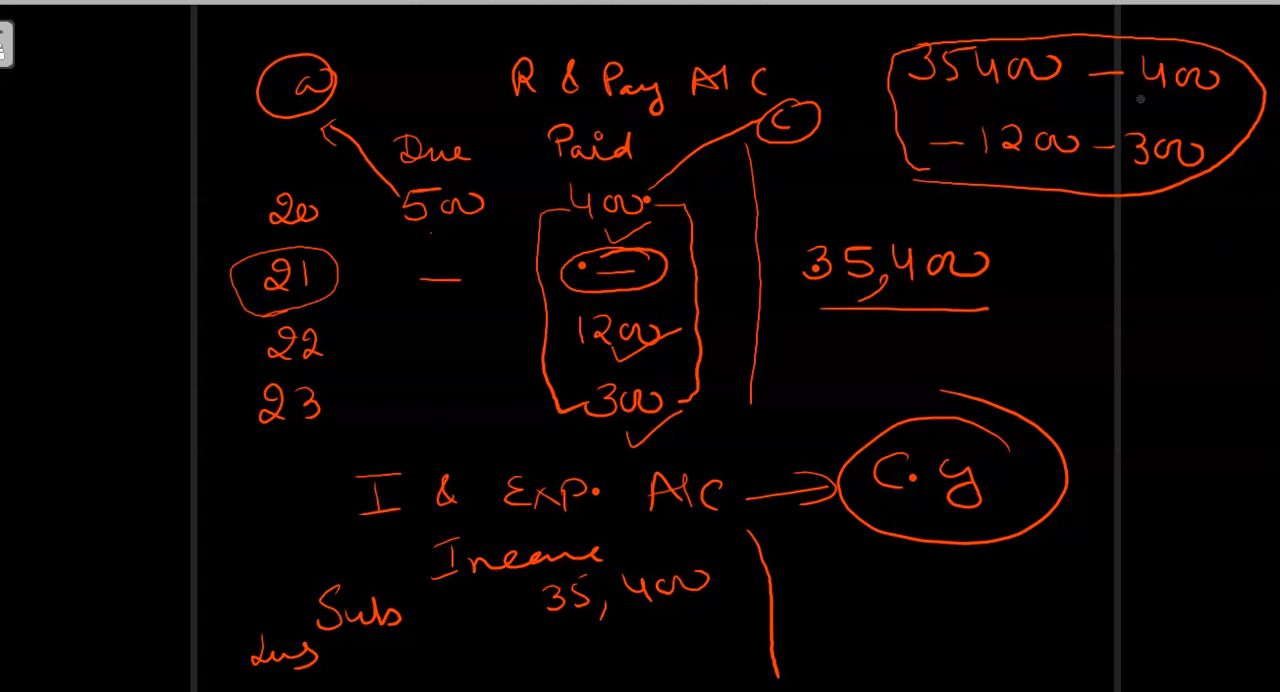 a R & Pay A/C 35400 - 400
Due Paid C - 1200 - 300
20 500 400
21 — — 35,400
22 1200
23 300
I & EXP. A/C C.y
Income
Sub 35,400